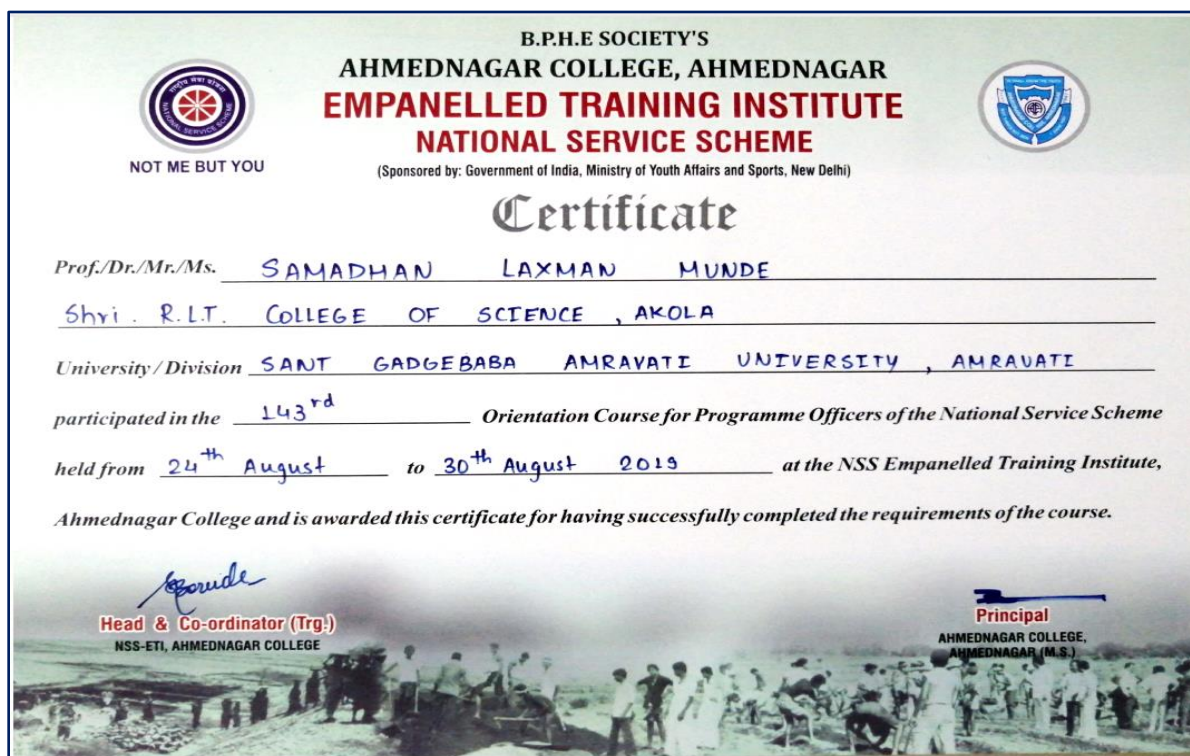 B.P.H.E SOCIETY'S
AHMEDNAGAR COLLEGE, AHMEDNAGAR
EMPANELLED TRAINING INSTITUTE
NATIONAL SERVICE SCHEME
(Sponsored by: Government of India, Ministry of Youth Affairs and Sports, New Delhi)
राष्ट्रीय सेवा योजना
NATIONAL SERVICE SCHEME
NOT ME BUT YOU
Certificate
Prof./Dr./Mr./Ms. SAMADHAN LAXMAN MUNDE
Shri. R.L.T. COLLEGE OF SCIENCE, AKOLA
University/Division SANT GADGEBABA AMRAVATI UNIVERSITY, AMRAVATI
participated in the 143rd Orientation Course for Programme Officers of the National Service Scheme
held from 24th August to 30th August 2019 at the NSS Empanelled Training Institute,
Ahmednagar College and is awarded this certificate for having successfully completed the requirements of the course.
Head & Co-ordinator (Trg.)
NSS-ETI, AHMEDNAGAR COLLEGE
Principal
AHMEDNAGAR COLLEGE,
AHMEDNAGAR (M.S.)